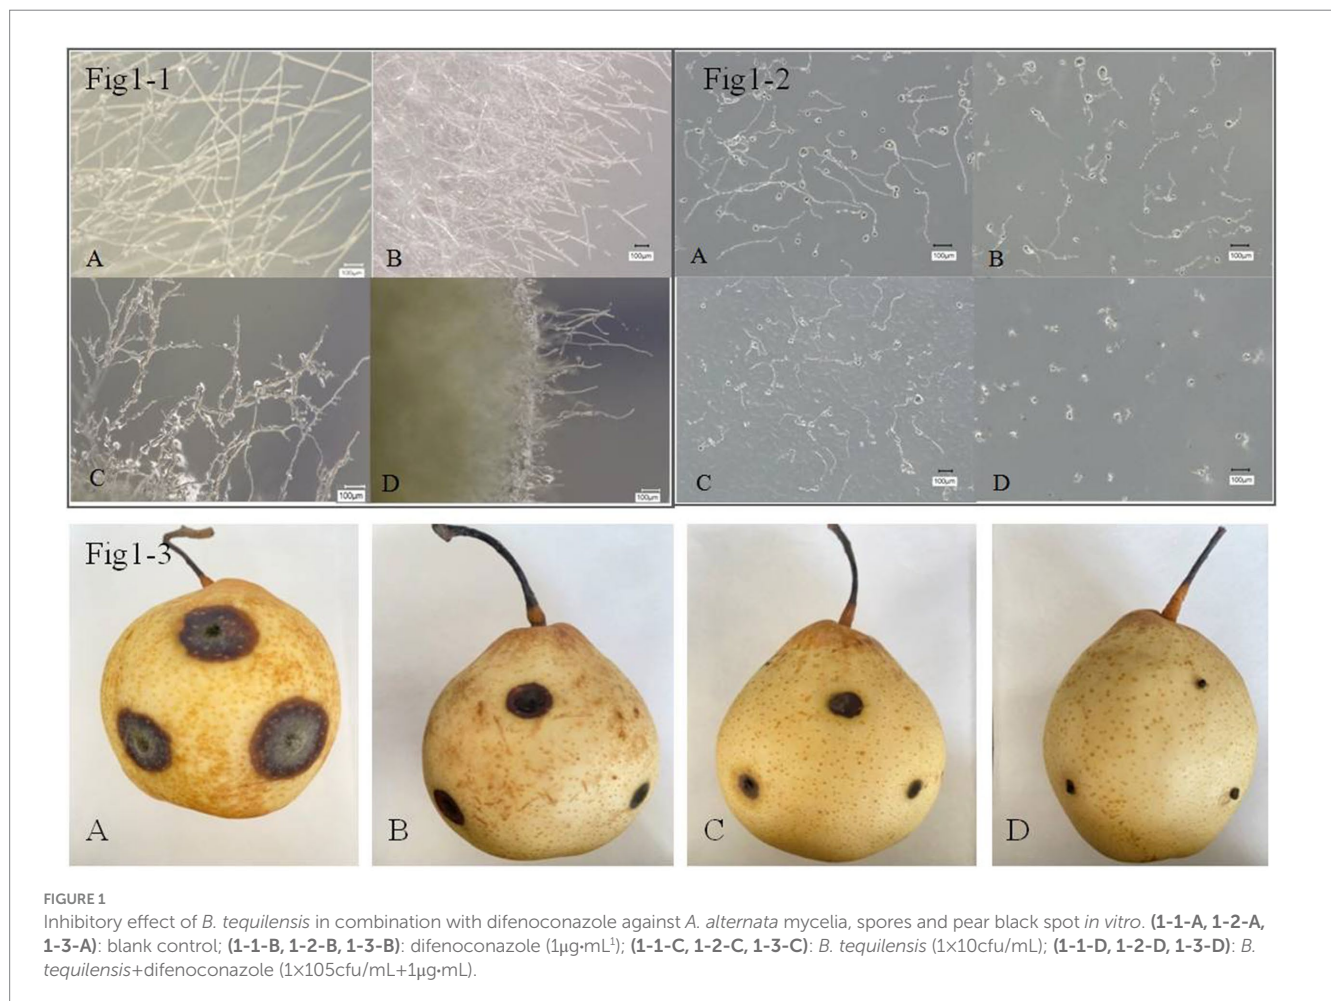 Fig1-1
Fig1-2
A
100µm
B
100µm
A
100µm
B
100µm
C
100µm
D
100µm
C
100µm
D
100µm
Fig1-3
A
B
C
D
FIGURE 1
Inhibitory effect of B. tequilensis in combination with difenoconazole against A. alternata mycelia, spores and pear black spot in vitro. (1-1-A, 1-2-A,
1-3-A): blank control; (1-1-B, 1-2-B, 1-3-B): difenoconazole (1µg•mL¹); (1-1-C, 1-2-C, 1-3-C): B. tequilensis (1×10cfu/mL); (1-1-D, 1-2-D, 1-3-D): B.
tequilensis+difenoconazole (1×105cfu/mL+1µg•mL).